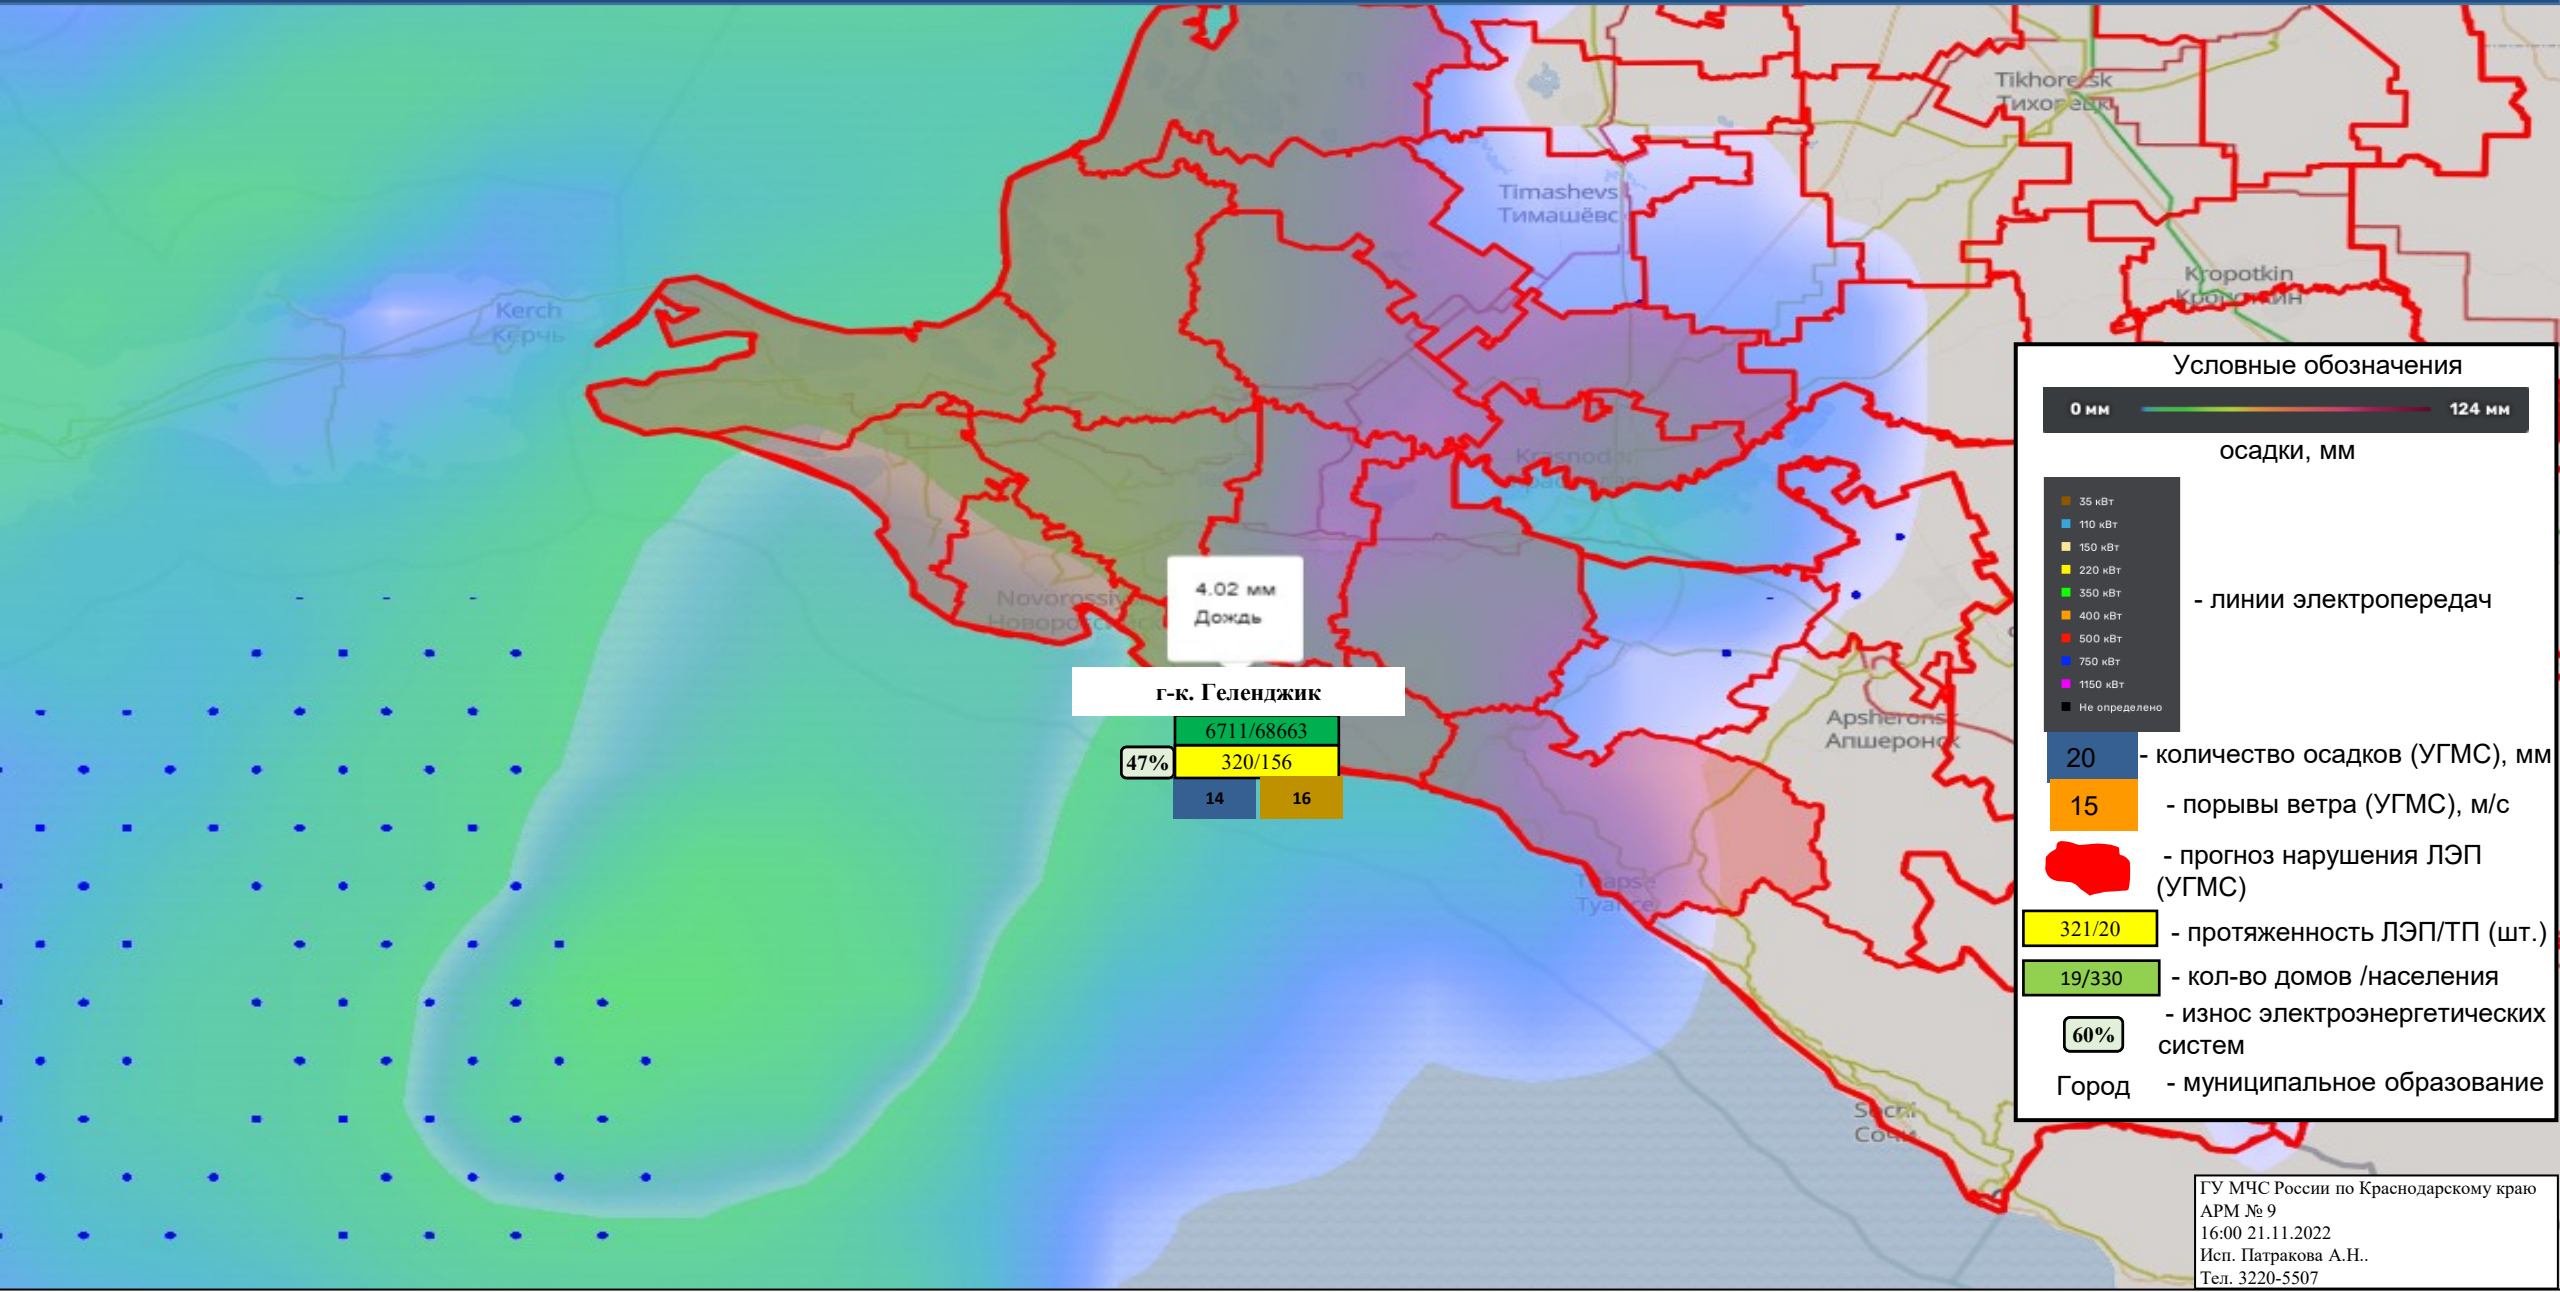 Tikhoretsk
Тихорецк
Timashevs
Тимашёвс
Kropotkin
Кропоткин
Kerch
Керчь
Krasnod
Novorossiy
Новоросси
4.02 мм
Дождь
г-к. Геленджик
6711/68663
47%
320/156
14
16
Apsheronsk
Апшеронск
Tuapse
Туапсе
Sochi
Сочи
Условные обозначения
0 мм
124 мм
осадки, мм
35 кВт
110 кВт
150 кВт
220 кВт
350 кВт
400 кВт
500 кВт
750 кВт
1150 кВт
Не определено
- линии электропередач
20 - количество осадков (УГМС), мм
15 - порывы ветра (УГМС), м/с
- прогноз нарушения ЛЭП
(УГМС)
321/20 - протяженность ЛЭП/ТП (шт.)
19/330 - кол-во домов /населения
- износ электроэнергетических
60%
систем
Город - муниципальное образование
ГУ МЧС России по Краснодарскому краю
АРМ № 9
16:00 21.11.2022
Исп. Патракова А.Н..
Тел. 3220-5507